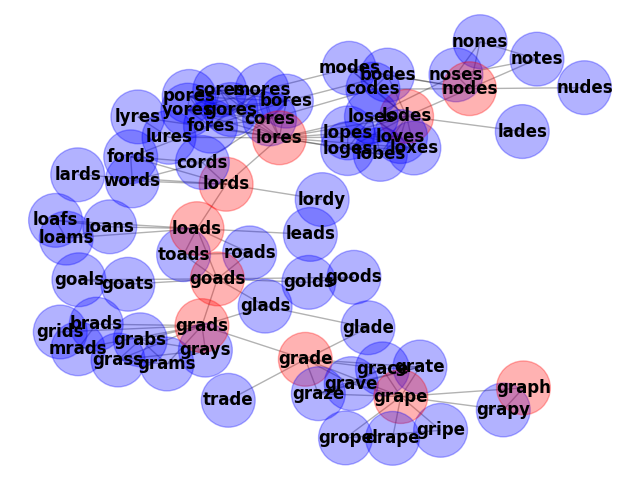 nones
notes
modes
noses
bodes
nodes
nudes
codes
sores
mores
pores
bores
yores
gores
lyres
cores
loses
lodes
fores
lures
lores
lopes
loves
lades
loges
lobes
loxes
fords
cords
lards
words
lords
lordy
loafs
loans
loads
leads
loams
toads
roads
goals
goats
goads
golds
goods
glads
brads
grids
grads
glade
mrads
grabs
grass
grays
grams
grade
grace
grate
graph
trade
graze
grave
grape
grapy
grope
drape
gripe